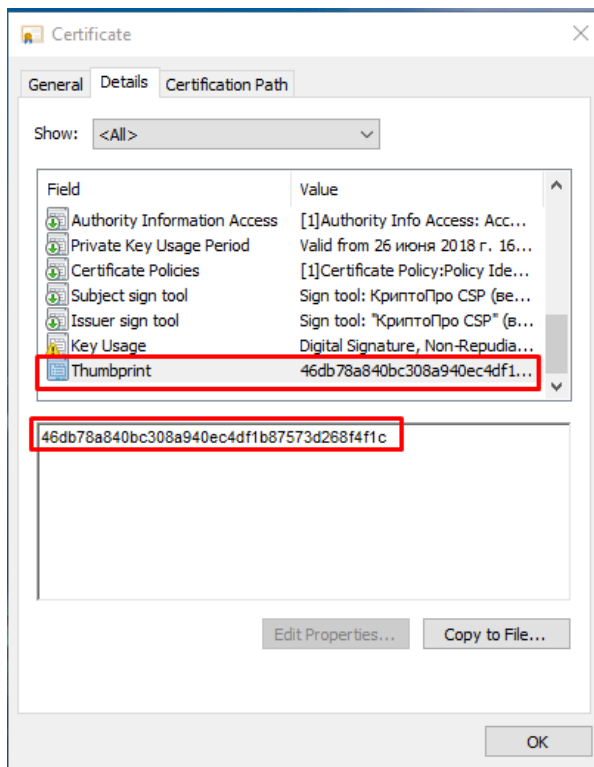 Certificate
General Details Certification Path
Show: <All>
Field Value
Authority Information Access [1]Authority Info Access: Acc...
Private Key Usage Period Valid from 26 июня 2018 г. 16...
Certificate Policies [1]Certificate Policy:Policy Ide...
Subject sign tool Sign tool: КриптоПро CSP (ве...
Issuer sign tool Sign tool: "КриптоПро CSP" (в...
Key Usage Digital Signature, Non-Repudia...
Thumbprint 46db78a840bc308a940ec4df1...
46db78a840bc308a940ec4df1b87573d268f4f1c
Edit Properties... Copy to File...
OK